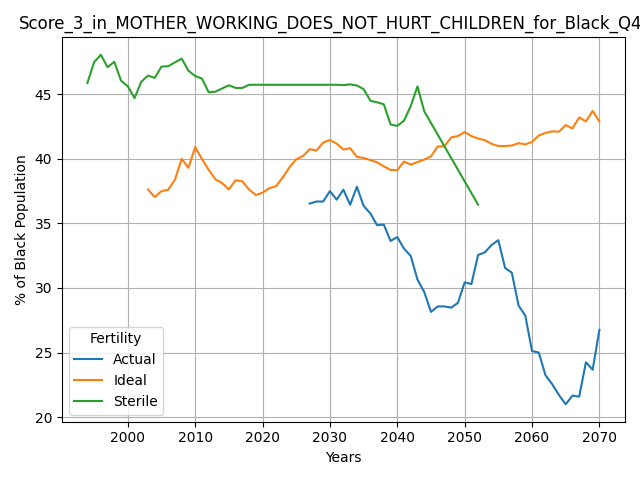 Score_3_in_MOTHER_WORKING_DOES_NOT_HURT_CHILDREN_for_Black_Q4
% of Black Population
45
40
35
30
25
20
Fertility
Actual
Ideal
Sterile
2000 2010 2020 2030 2040 2050 2060 2070
Years